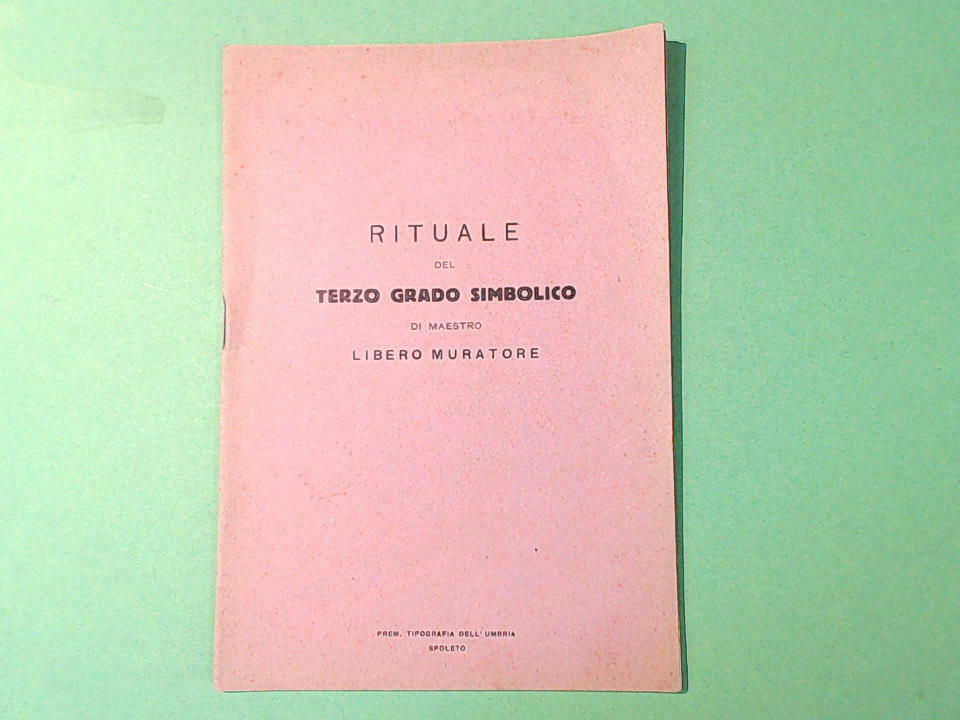 RITUALE
DEL
TERZO GRADO SIMBOLICO
DI MAESTRO
LIBERO MURATORE
PREM. TIPOGRAFIA DELL'UMBRIA
SPOLETO